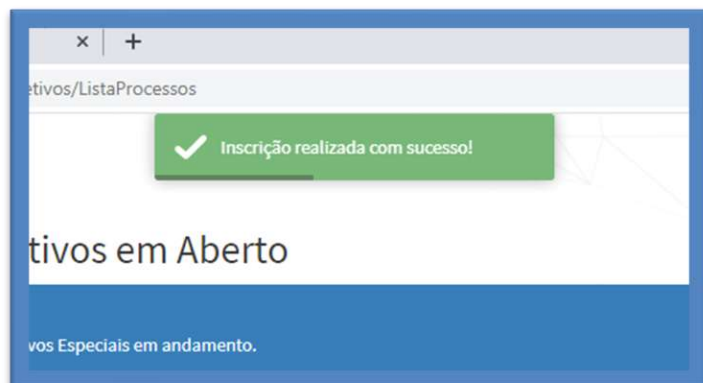 × | +
etivos/ListaProcessos
Inscrição realizada com sucesso!
tivos em Aberto
vos Especiais em andamento.